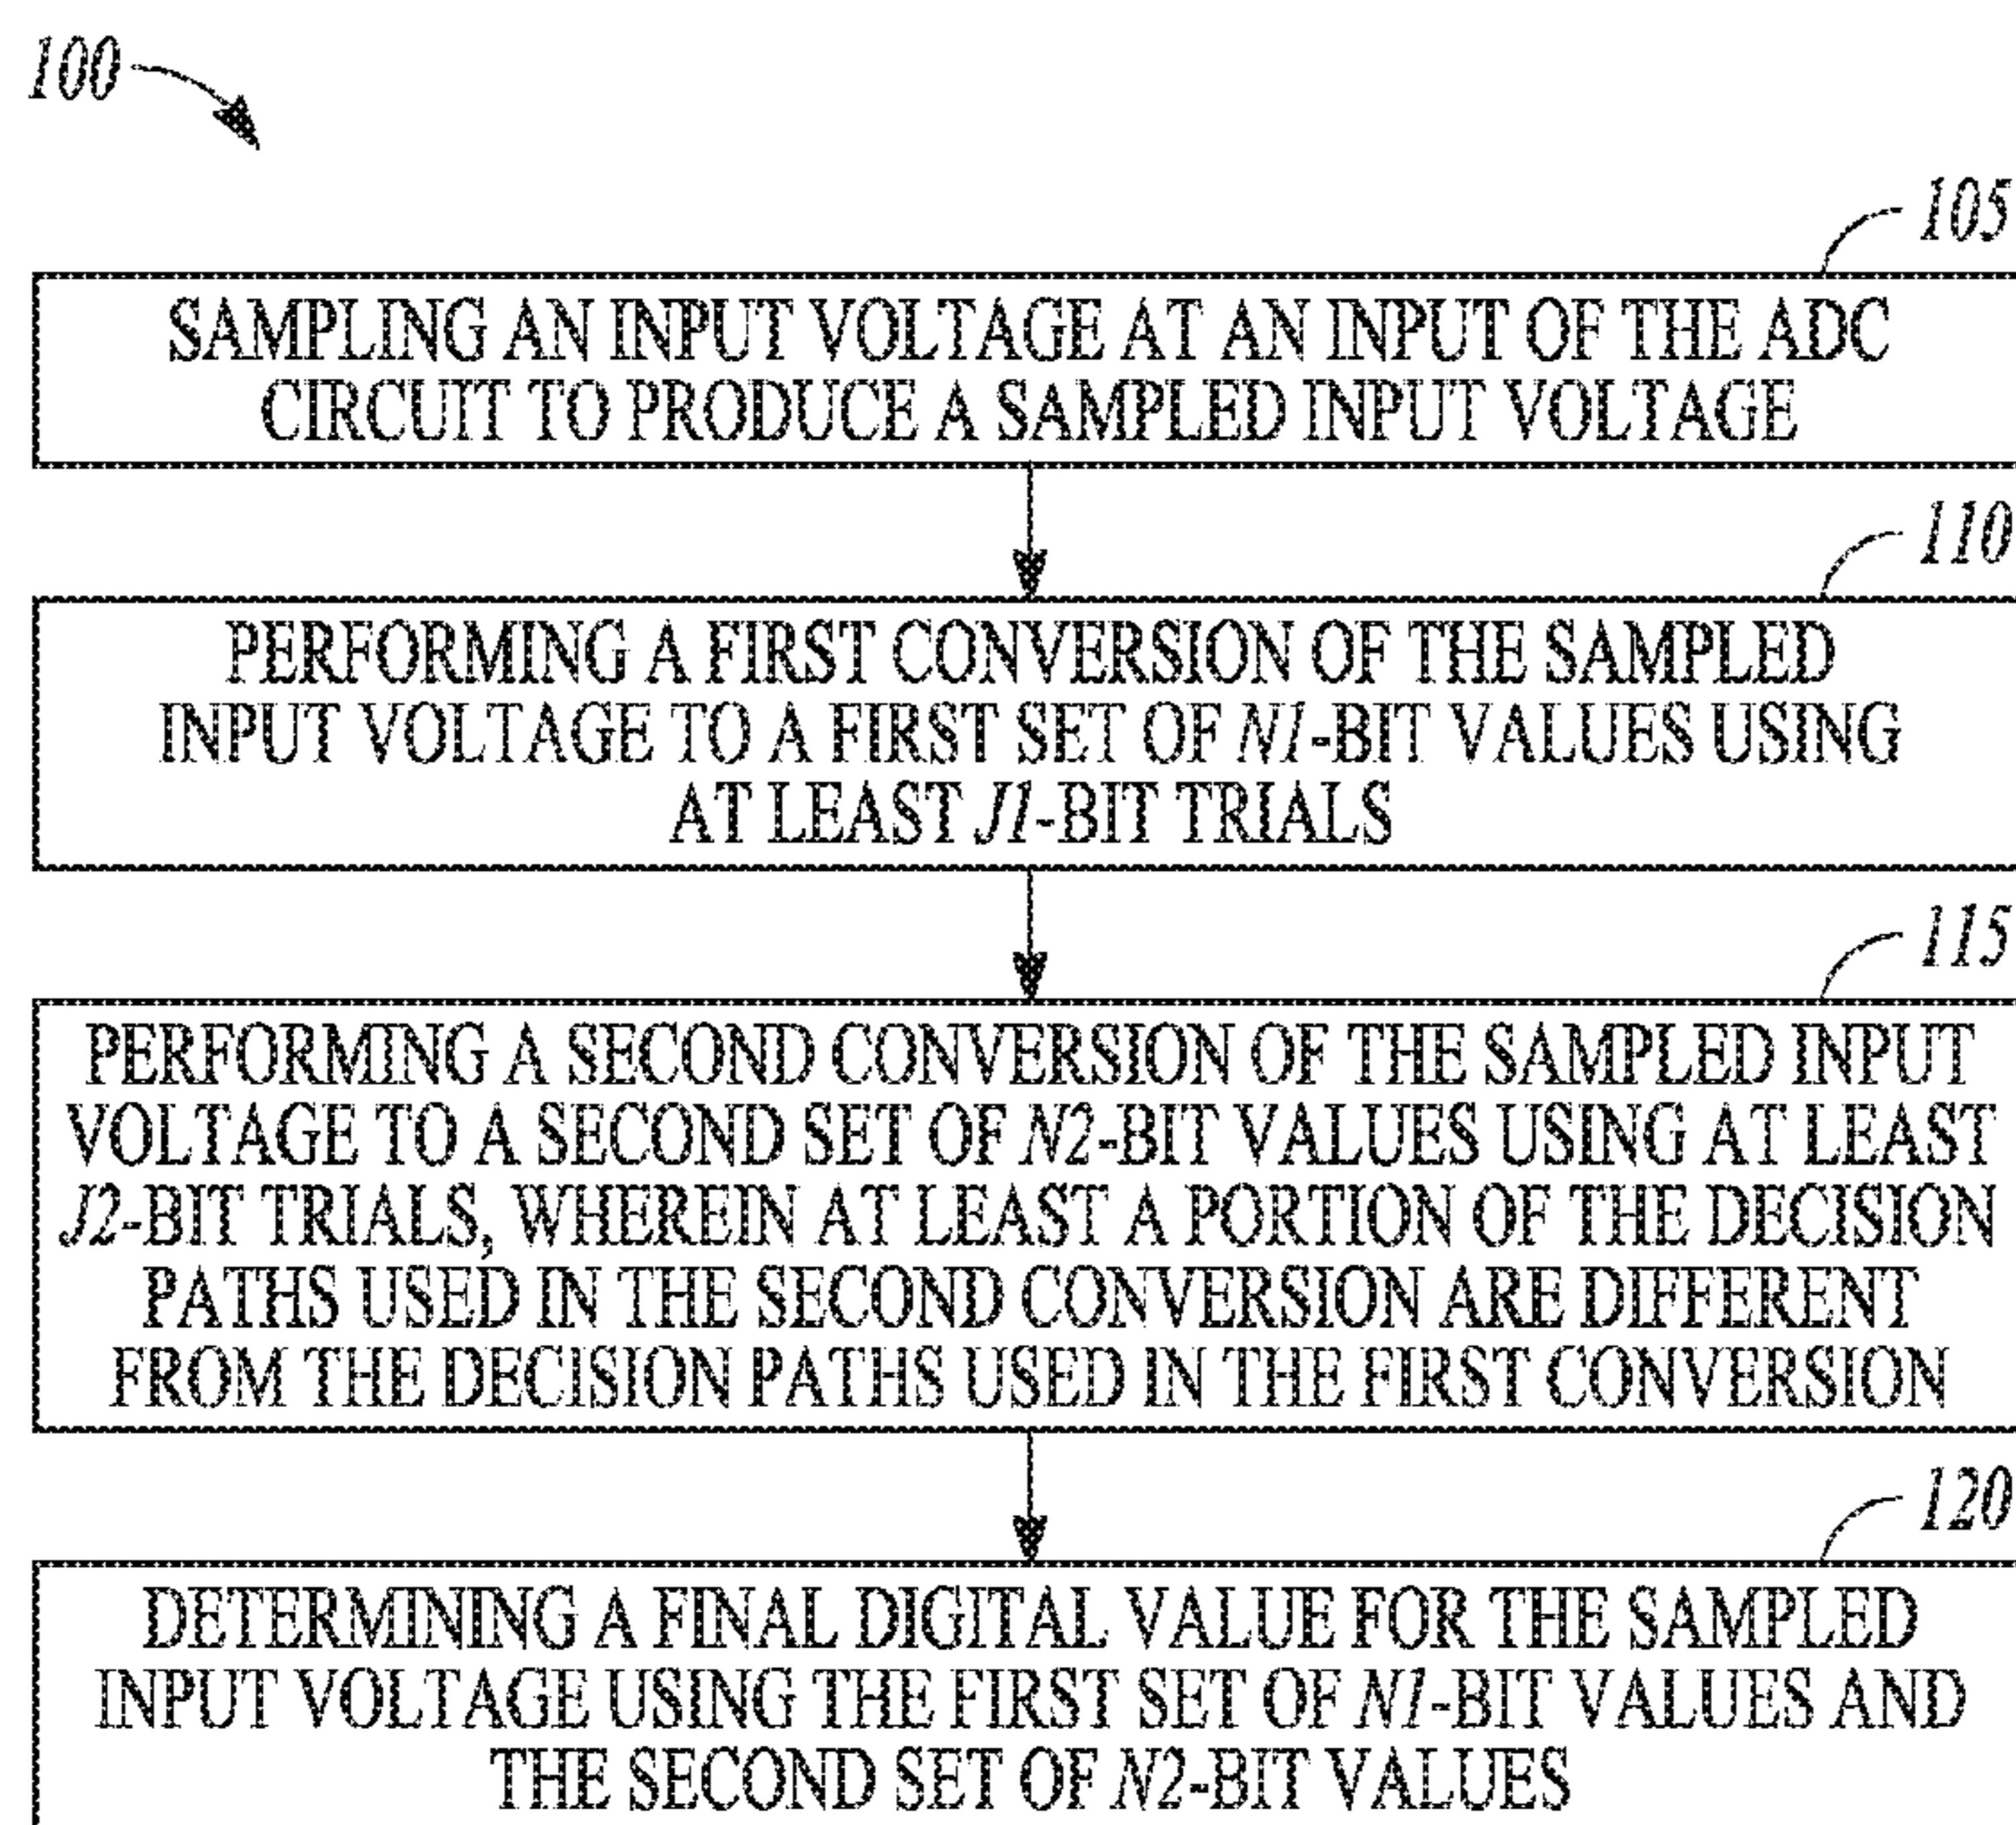 100
105
SAMPLING AN INPUT VOLTAGE AT AN INPUT OF THE ADC
CIRCUIT TO PRODUCE A SAMPLED INPUT VOLTAGE
110
PERFORMING A FIRST CONVERSION OF THE SAMPLED
INPUT VOLTAGE TO A FIRST SET OF N1-BIT VALUES USING
AT LEAST J1-BIT TRIALS
115
PERFORMING A SECOND CONVERSION OF THE SAMPLED INPUT
VOLTAGE TO A SECOND SET OF N2-BIT VALUES USING AT LEAST
J2-BIT TRIALS, WHEREIN AT LEAST A PORTION OF THE DECISION
PATHS USED IN THE SECOND CONVERSION ARE DIFFERENT
FROM THE DECISION PATHS USED IN THE FIRST CONVERSION
120
DETERMINING A FINAL DIGITAL VALUE FOR THE SAMPLED
INPUT VOLTAGE USING THE FIRST SET OF N1-BIT VALUES AND
THE SECOND SET OF N2-BIT VALUES